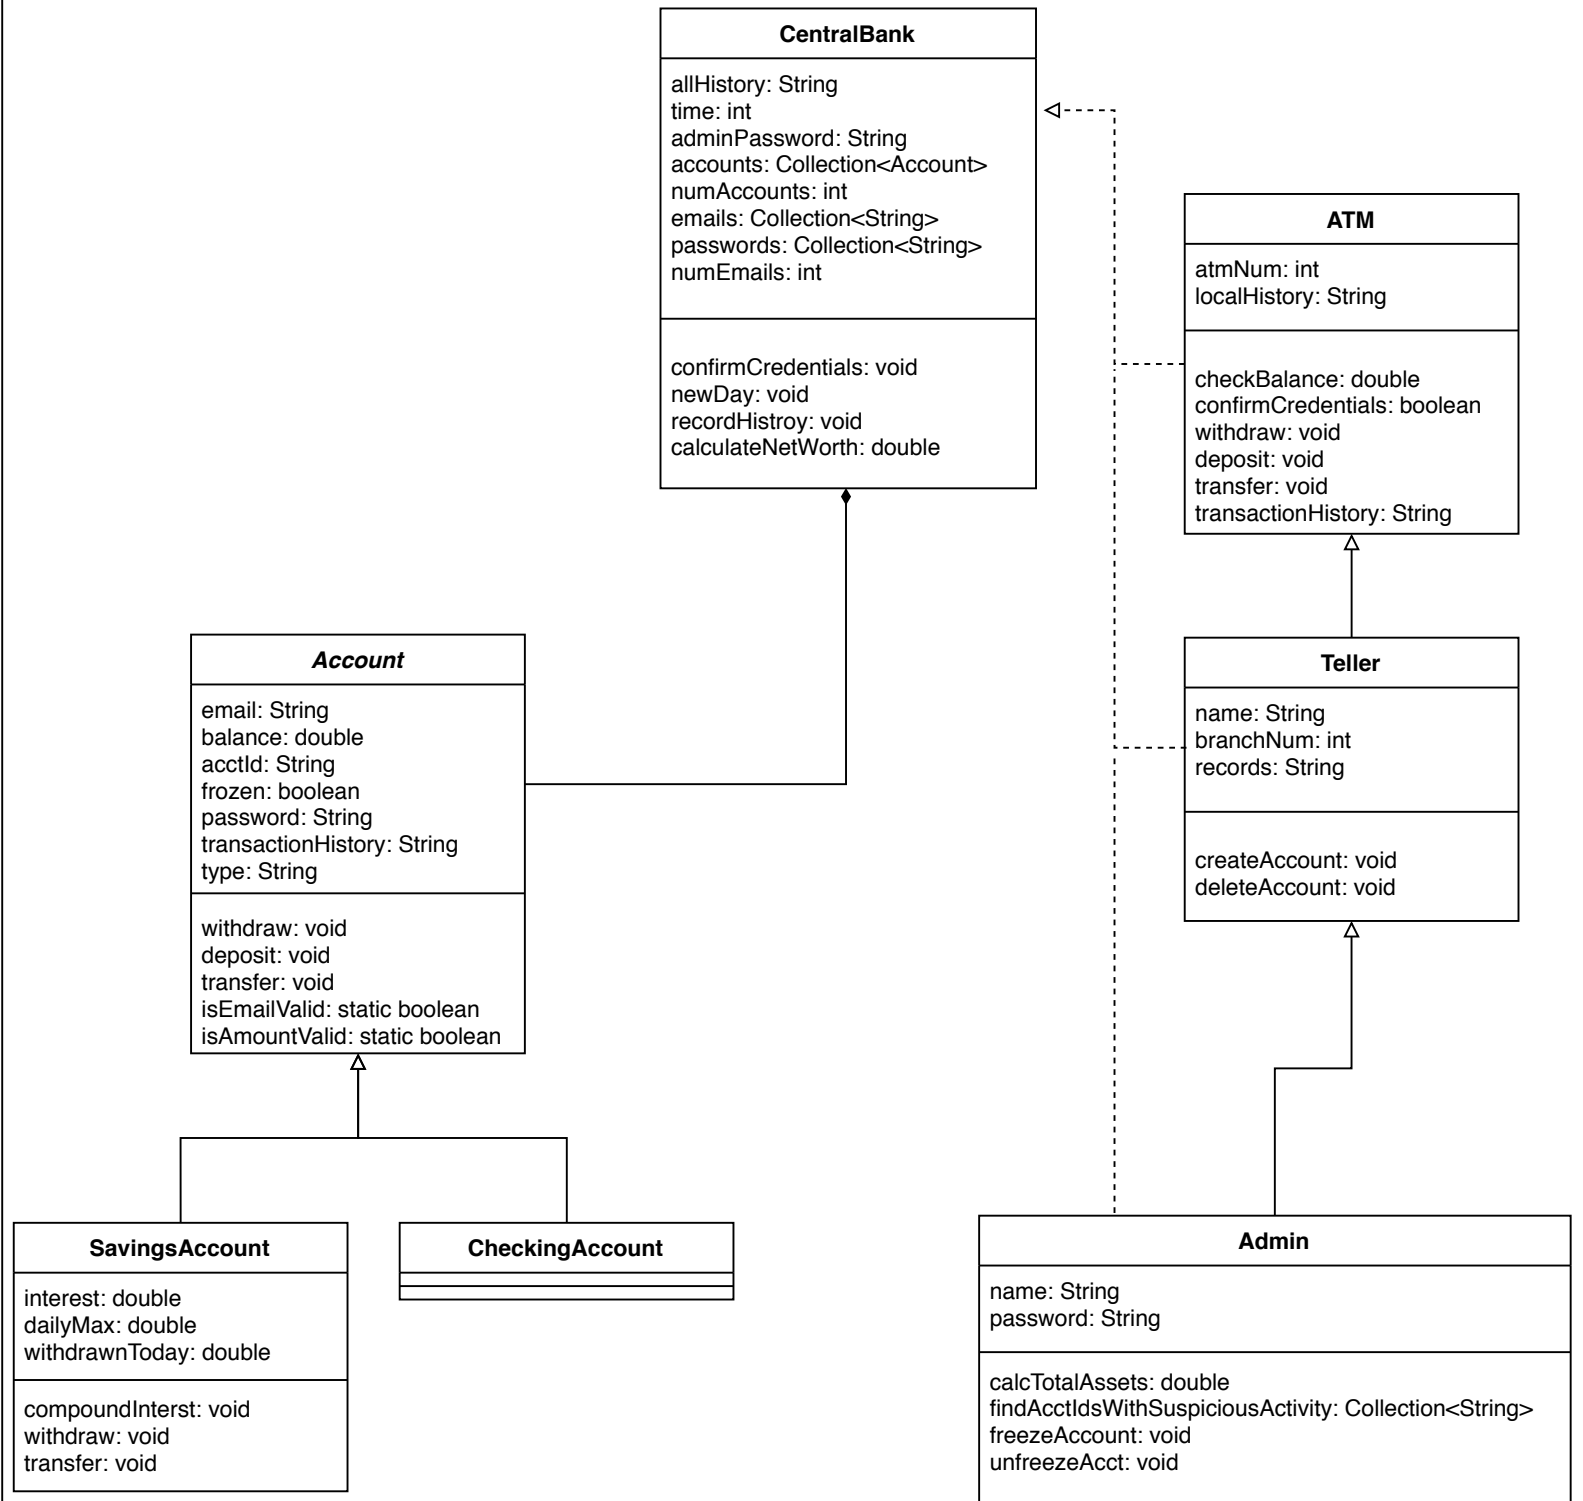 CentralBank
allHistory: String
time: int
adminPassword: String
accounts: Collection<Account>
numAccounts: int
emails: Collection<String>
passwords: Collection<String>
numEmails: int
confirmCredentials: void
newDay: void
recordHistroy: void
calculateNetWorth: double
ATM
atmNum: int
localHistory: String
checkBalance: double
confirmCredentials: boolean
withdraw: void
deposit: void
transfer: void
transactionHistory: String
Account
email: String
balance: double
acctId: String
frozen: boolean
password: String
transactionHistory: String
type: String
withdraw: void
deposit: void
transfer: void
isEmailValid: static boolean
isAmountValid: static boolean
Teller
name: String
branchNum: int
records: String
createAccount: void
deleteAccount: void
SavingsAccount
interest: double
dailyMax: double
withdrawnToday: double
compoundInterst: void
withdraw: void
transfer: void
CheckingAccount
Admin
name: String
password: String
calcTotalAssets: double
findAcctIdsWithSuspiciousActivity: Collection<String>
freezeAccount: void
unfreezeAcct: void